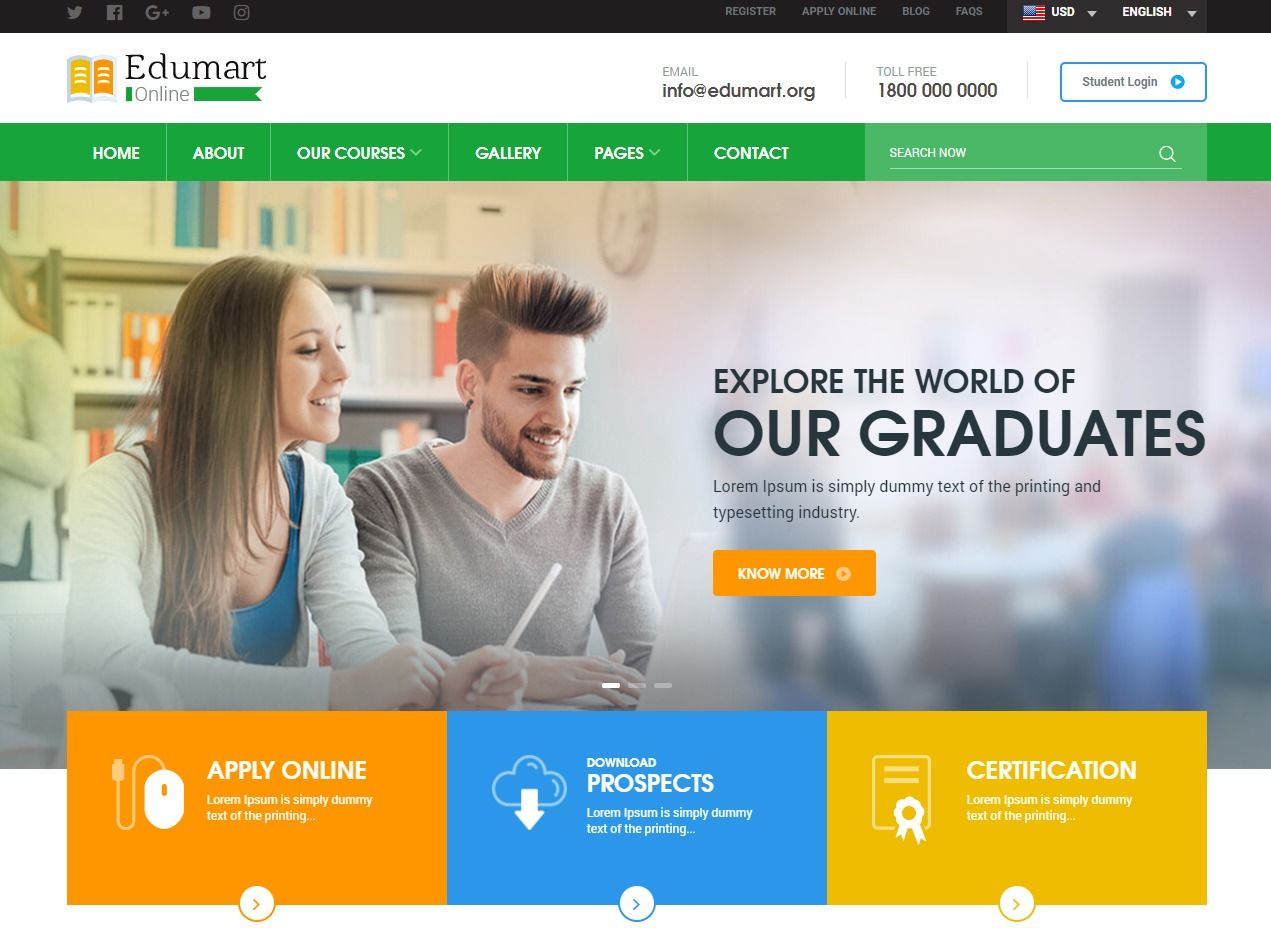 REGISTER
APPLY ONLINE
BLOG
FAQS
USD
ENGLISH
Edumart
Online
EMAIL
info@edumart.org
TOLL FREE
1800 000 0000
Student Login
HOME
ABOUT
OUR COURSES
GALLERY
PAGES
CONTACT
SEARCH NOW
EXPLORE THE WORLD OF
OUR GRADUATES
Lorem Ipsum is simply dummy text of the printing and
typesetting industry.
KNOW MORE
APPLY ONLINE
Lorem Ipsum is simply dummy
text of the printing...
DOWNLOAD
PROSPECTS
Lorem Ipsum is simply dummy
text of the printing...
CERTIFICATION
Lorem Ipsum is simply dummy
text of the printing...